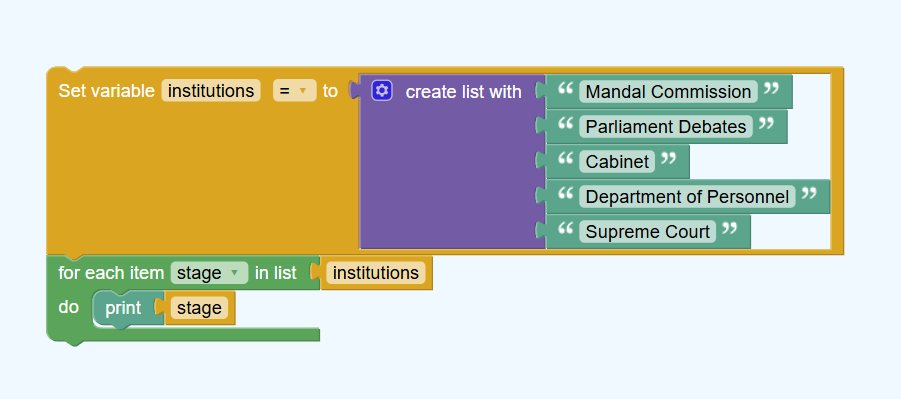 Set variable institutions = to create list with “ Mandal Commission ”
“ Parliament Debates ”
“ Cabinet ”
“ Department of Personnel ”
“ Supreme Court ”
for each item stage in list institutions
do print stage